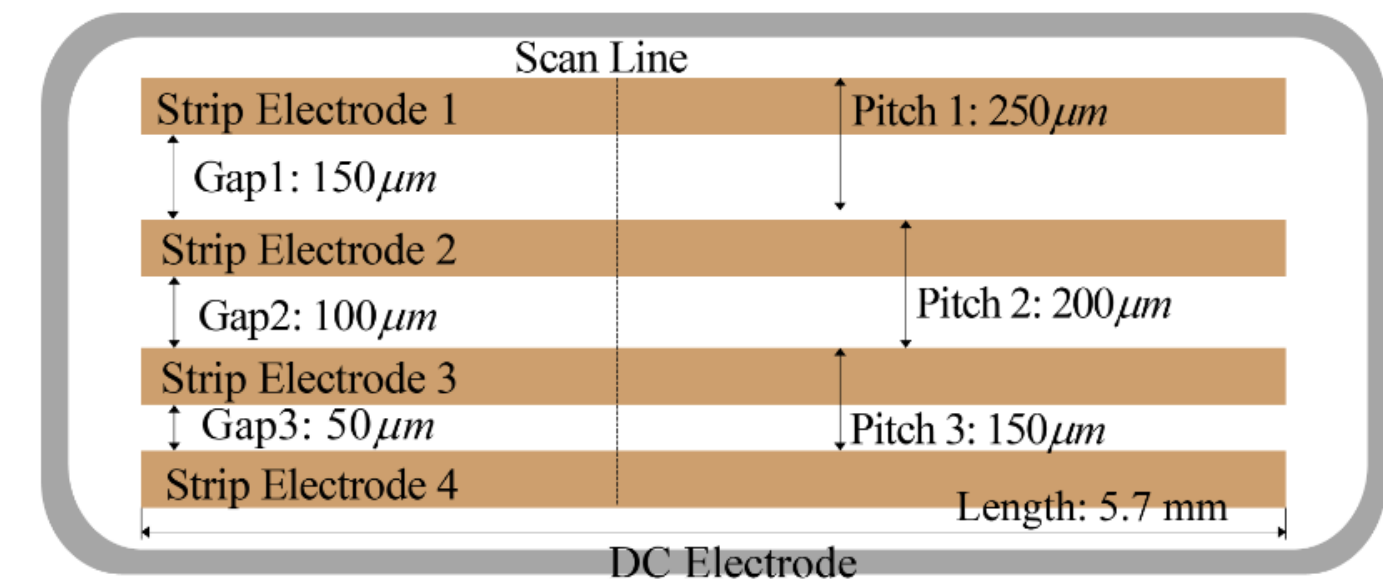 Scan Line
Strip Electrode 1
Pitch 1: 250μm
Gap1: 150μm
Strip Electrode 2
Gap2: 100μm
Pitch 2: 200μm
Strip Electrode 3
Gap3: 50μm
Pitch 3: 150μm
Strip Electrode 4
Length: 5.7 mm
DC Electrode